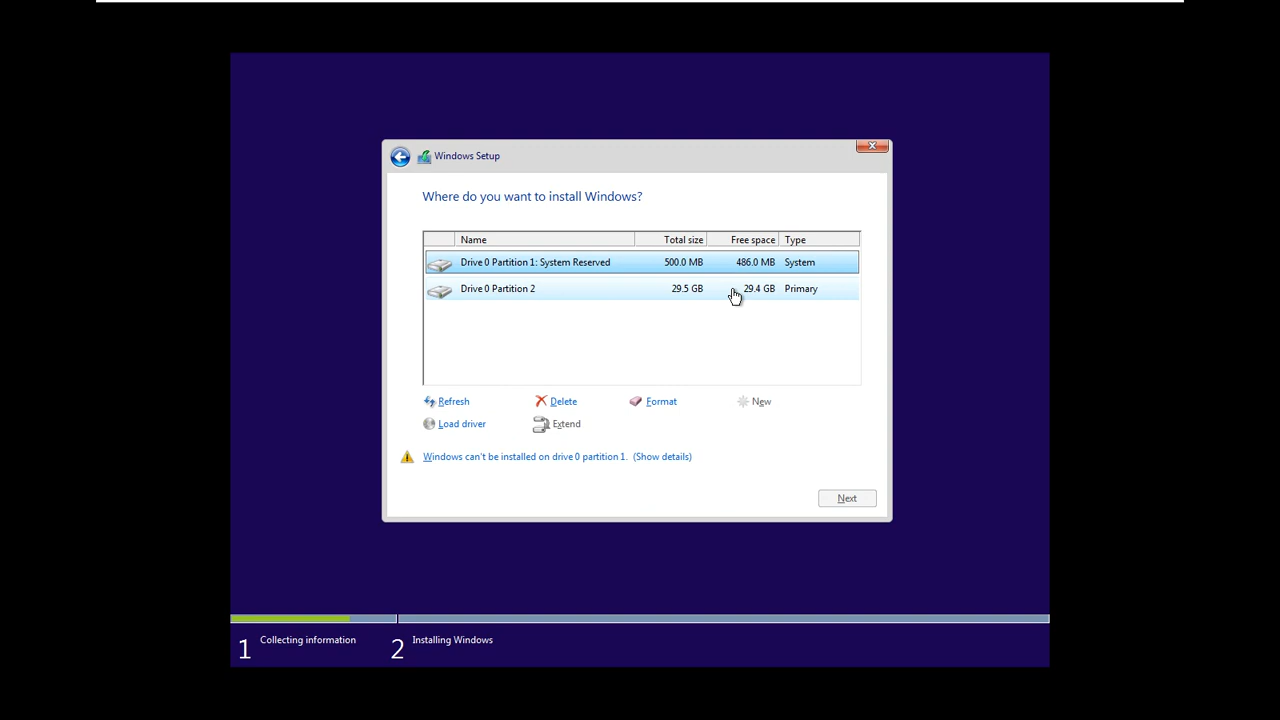 Windows Setup
Where do you want to install Windows?
Name Total size Free space Type
Drive 0 Partition 1: System Reserved 500.0 MB 486.0 MB System
Drive 0 Partition 2 29.5 GB 29.4 GB Primary
Refresh Delete Format New
Load driver Extend
Windows can't be installed on drive 0 partition 1. (Show details)
Next
1 Collecting information 2 Installing Windows